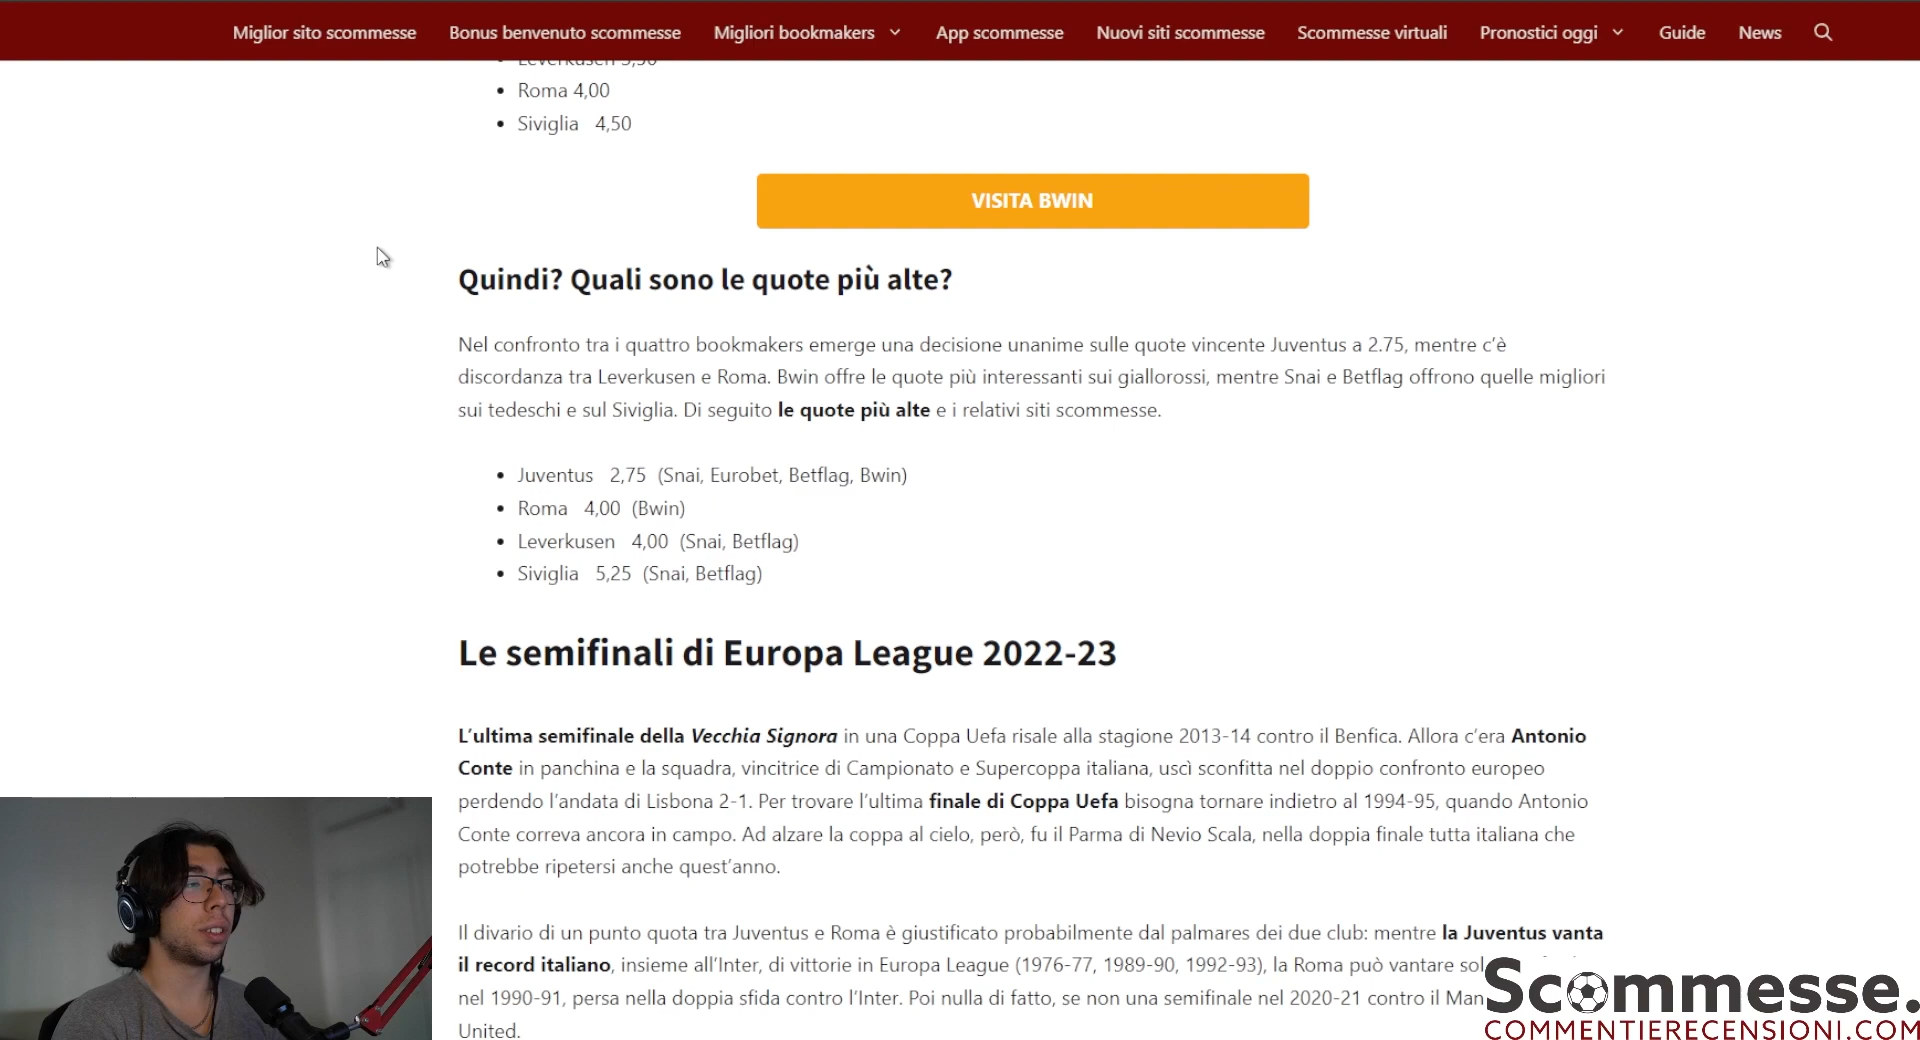 Miglior sito scommesse Bonus benvenuto scommesse Migliori bookmakers App scommesse Nuovi siti scommesse Scommesse virtuali Pronostici oggi Guide News
Roma 4,00
Siviglia 4,50
VISITA BWIN
Quindi? Quali sono le quote più alte?
Nel confronto tra i quattro bookmakers emerge una decisione unanime sulle quote vincente Juventus a 2.75, mentre c’è
discordanza tra Leverkusen e Roma. Bwin offre le quote più interessanti sui giallorossi, mentre Snai e Betflag offrono quelle migliori
sui tedeschi e sul Siviglia. Di seguito le quote più alte e i relativi siti scommesse.
Juventus 2,75 (Snai, Eurobet, Betflag, Bwin)
Roma 4,00 (Bwin)
Leverkusen 4,00 (Snai, Betflag)
Siviglia 5,25 (Snai, Betflag)
Le semifinali di Europa League 2022-23
L’ultima semifinale della Vecchia Signora in una Coppa Uefa risale alla stagione 2013-14 contro il Benfica. Allora c’era Antonio
Conte in panchina e la squadra, vincitrice di Campionato e Supercoppa italiana, uscì sconfitta nel doppio confronto europeo
perdendo l’andata di Lisbona 2-1. Per trovare l’ultima finale di Coppa Uefa bisogna tornare indietro al 1994-95, quando Antonio
Conte correva ancora in campo. Ad alzare la coppa al cielo, però, fu il Parma di Nevio Scala, nella doppia finale tutta italiana che
potrebbe ripetersi anche quest’anno.
Il divario di un punto quota tra Juventus e Roma è giustificato probabilmente dal palmares dei due club: mentre la Juventus vanta
il record italiano, insieme all’Inter, di vittorie in Europa League (1976-77, 1989-90, 1992-93), la Roma può vantare
nel 1990-91, persa nella doppia sfida contro l’Inter. Poi nulla di fatto, se non una semifinale nel 2020-21 contro il
United.
Scommesse.
COMMENTIERECENSIONI.COM